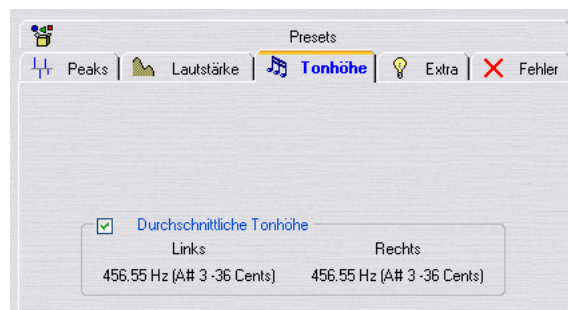 Presets
Peaks Lautstärke Tonhöhe Extra Fehler
Durchschnittliche Tonhöhe
Links Rechts
456.55 Hz (A# 3 -36 Cents) 456.55 Hz (A# 3 -36 Cents)